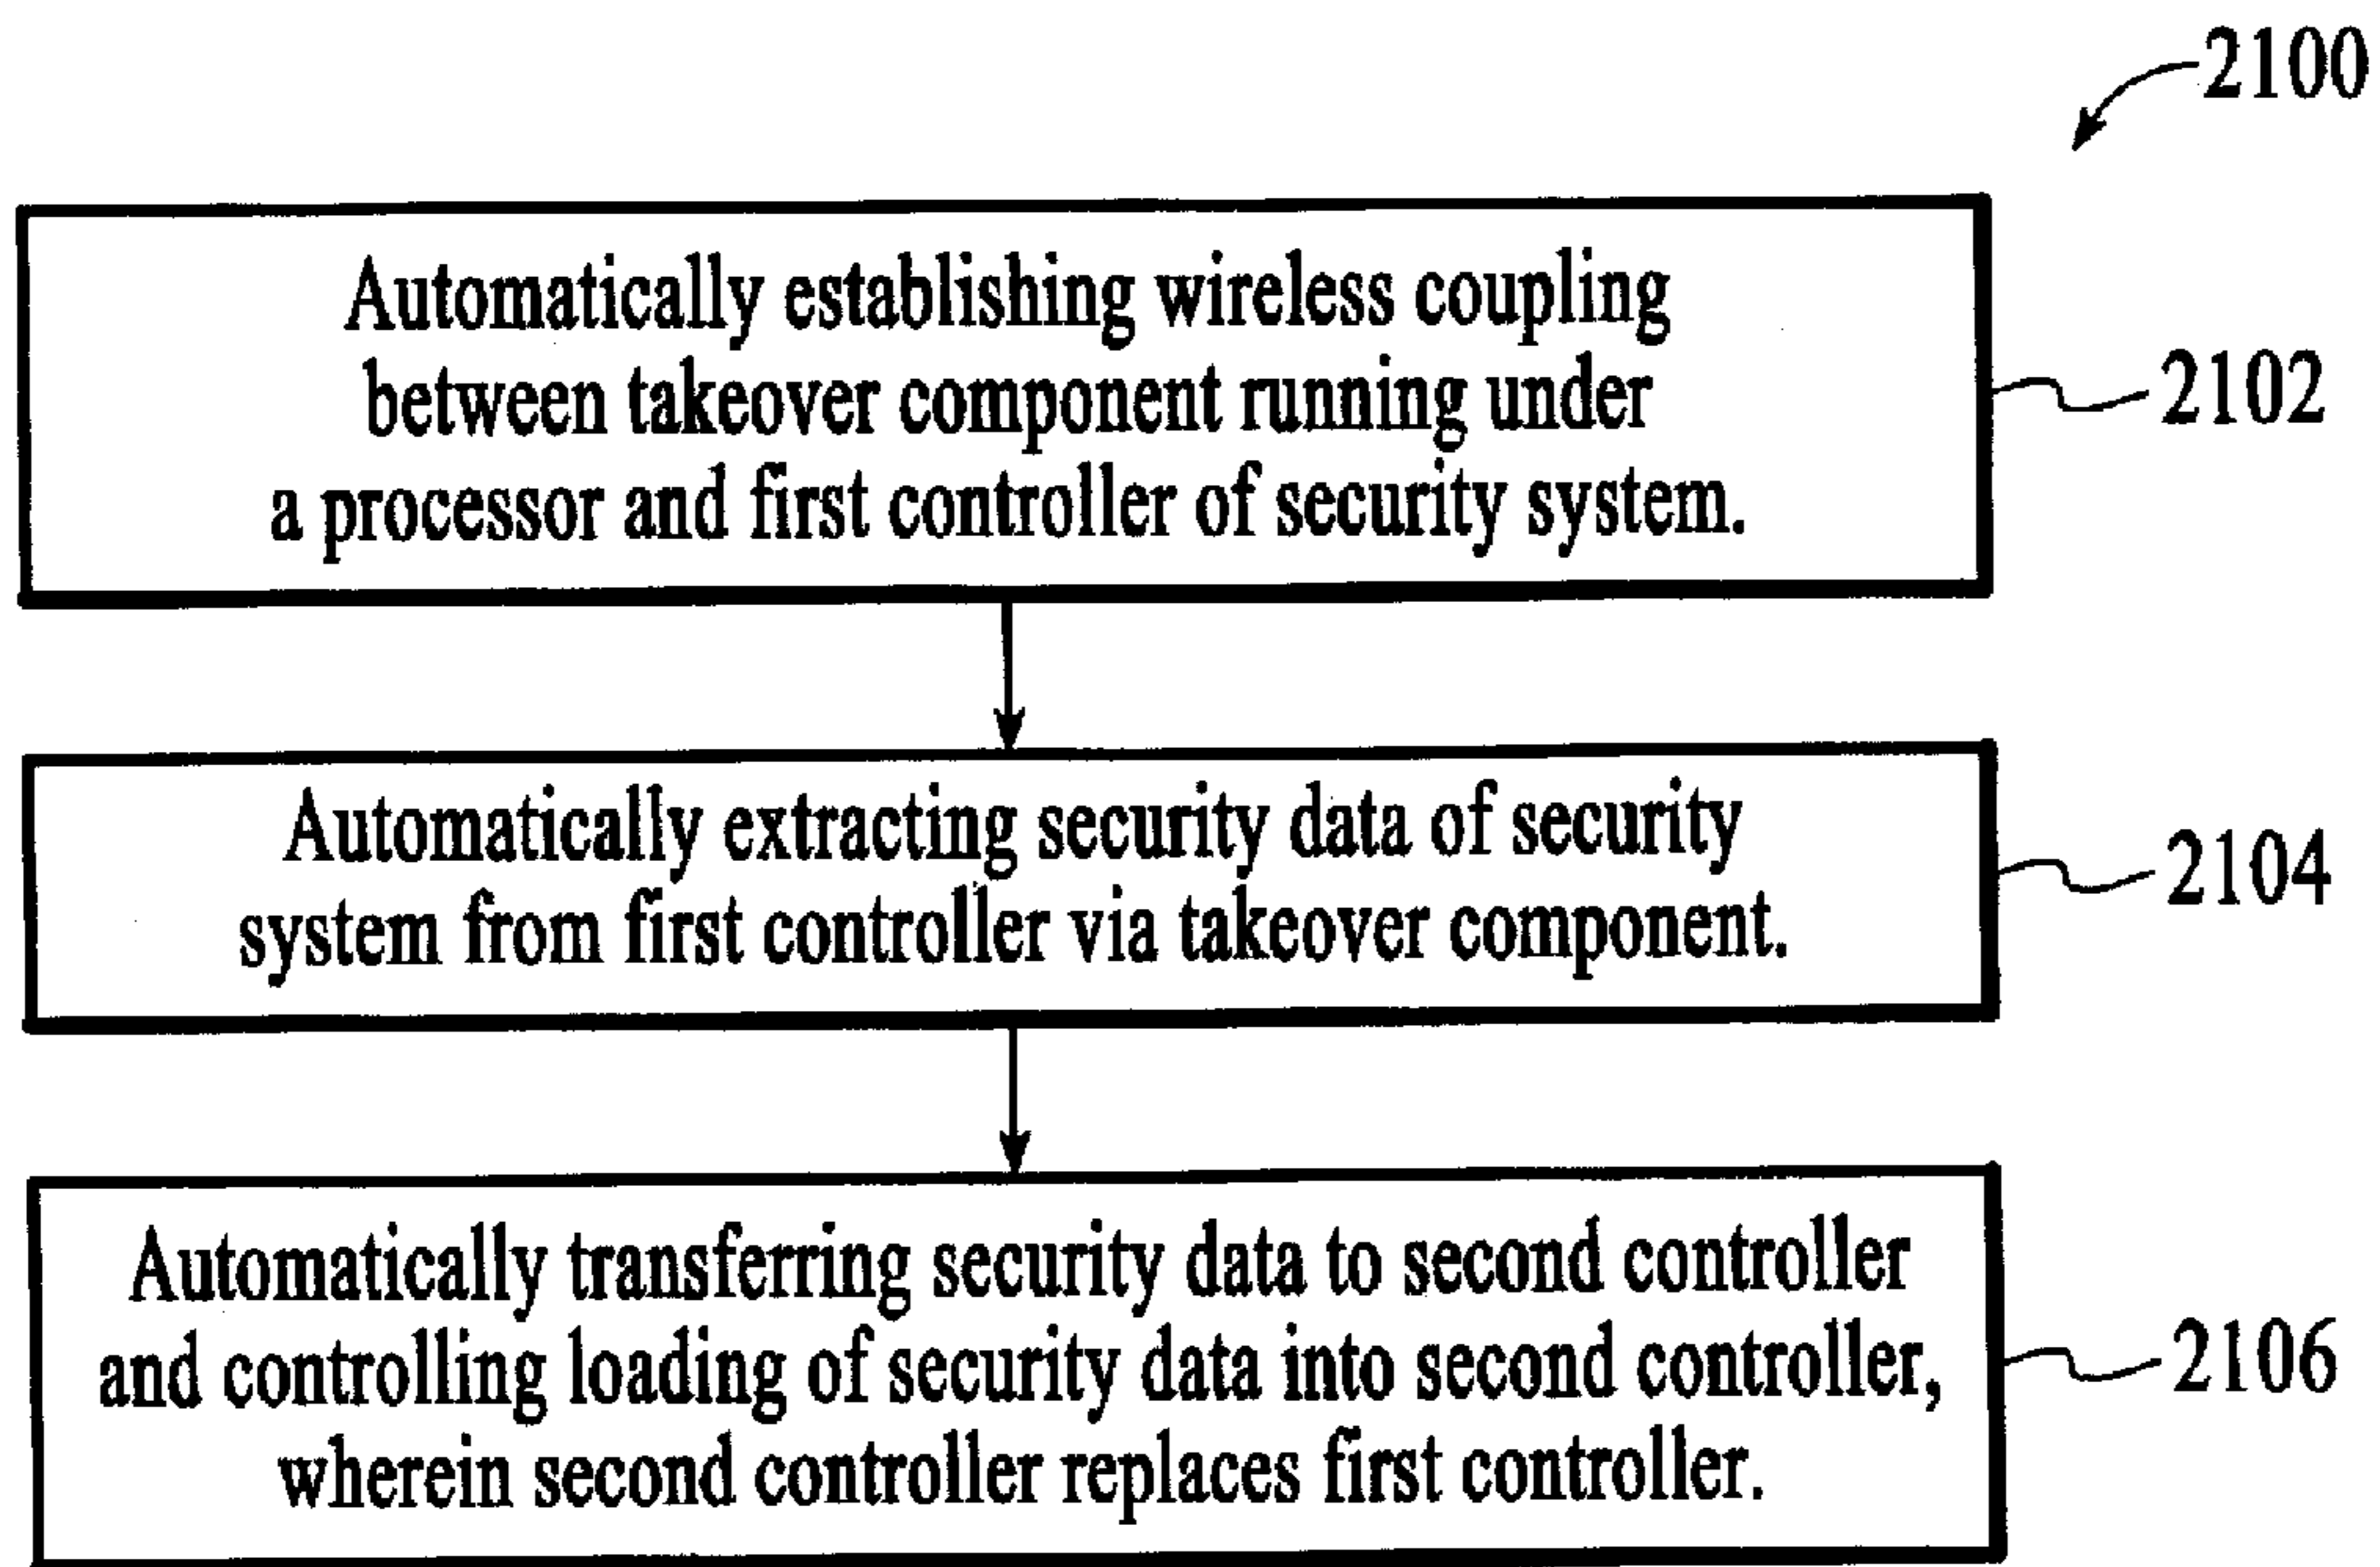 2100
Automatically establishing wireless coupling
between takeover component running under
a processor and first controller of security system.
2102
Automatically extracting security data of security
system from first controller via takeover component.
2104
Automatically transferring security data to second controller
and controlling loading of security data into second controller,
wherein second controller replaces first controller.
2106